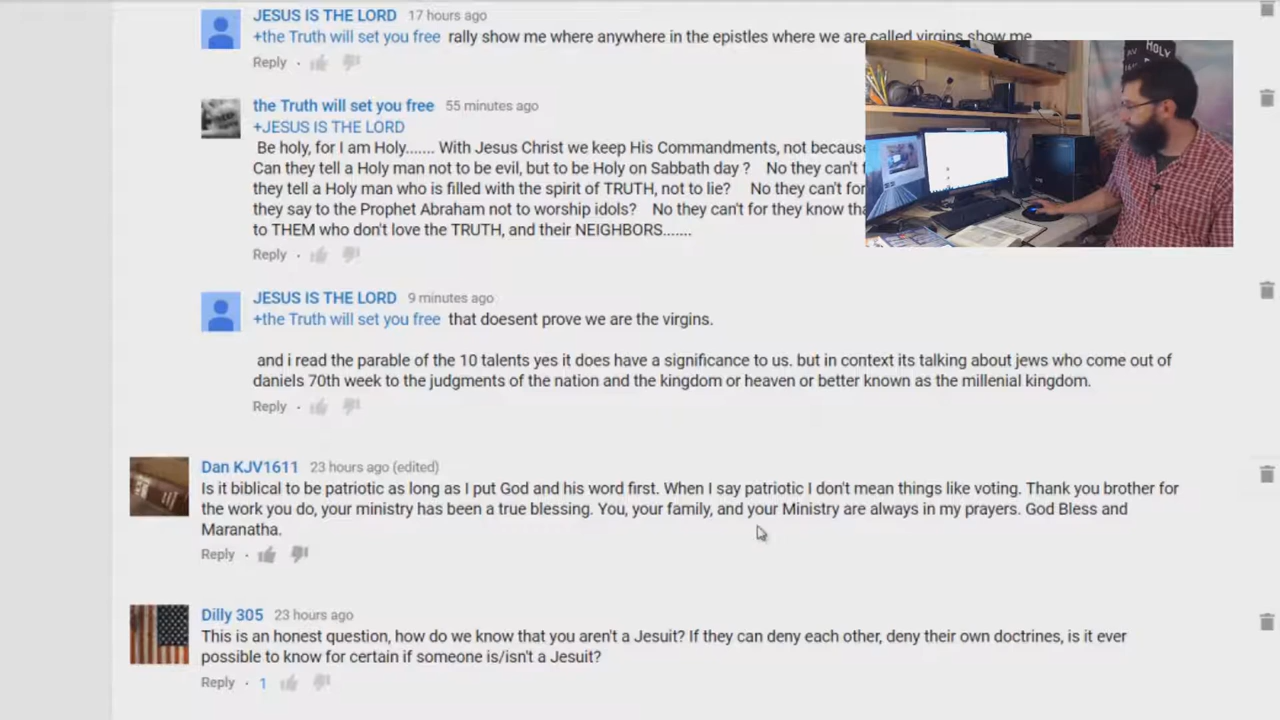 JESUS IS THE LORD 17 hours ago
+the Truth will set you free rally show me where anywhere in the epistles where we are called virgins show me
Reply ·
the Truth will set you free 55 minutes ago
+JESUS IS THE LORD
Be holy, for I am Holy....... With Jesus Christ we keep His Commandments, not because
Can they tell a Holy man not to be evil, but to be Holy on Sabbath day ? No they can't
they tell a Holy man who is filled with the spirit of TRUTH, not to lie? No they can't for
they say to the Prophet Abraham not to worship idols? No they can't for they know
to THEM who don't love the TRUTH, and their NEIGHBORS.......
Reply ·
JESUS IS THE LORD 9 minutes ago
+the Truth will set you free that doesent prove we are the virgins.
and i read the parable of the 10 talents yes it does have a significance to us. but in context its talking about jews who come out of
daniels 70th week to the judgments of the nation and the kingdom or heaven or better known as the millenial kingdom.
Reply ·
Dan KJV1611 23 hours ago (edited)
Is it biblical to be patriotic as long as I put God and his word first. When I say patriotic I don't mean things like voting. Thank you brother for
the work you do, your ministry has been a true blessing. You, your family, and your Ministry are always in my prayers. God Bless and
Maranatha.
Reply ·
Dilly 305 23 hours ago
This is an honest question, how do we know that you aren't a Jesuit? If they can deny each other, deny their own doctrines, is it ever
possible to know for certain if someone is/isn't a Jesuit?
Reply · 1
AV HOLY